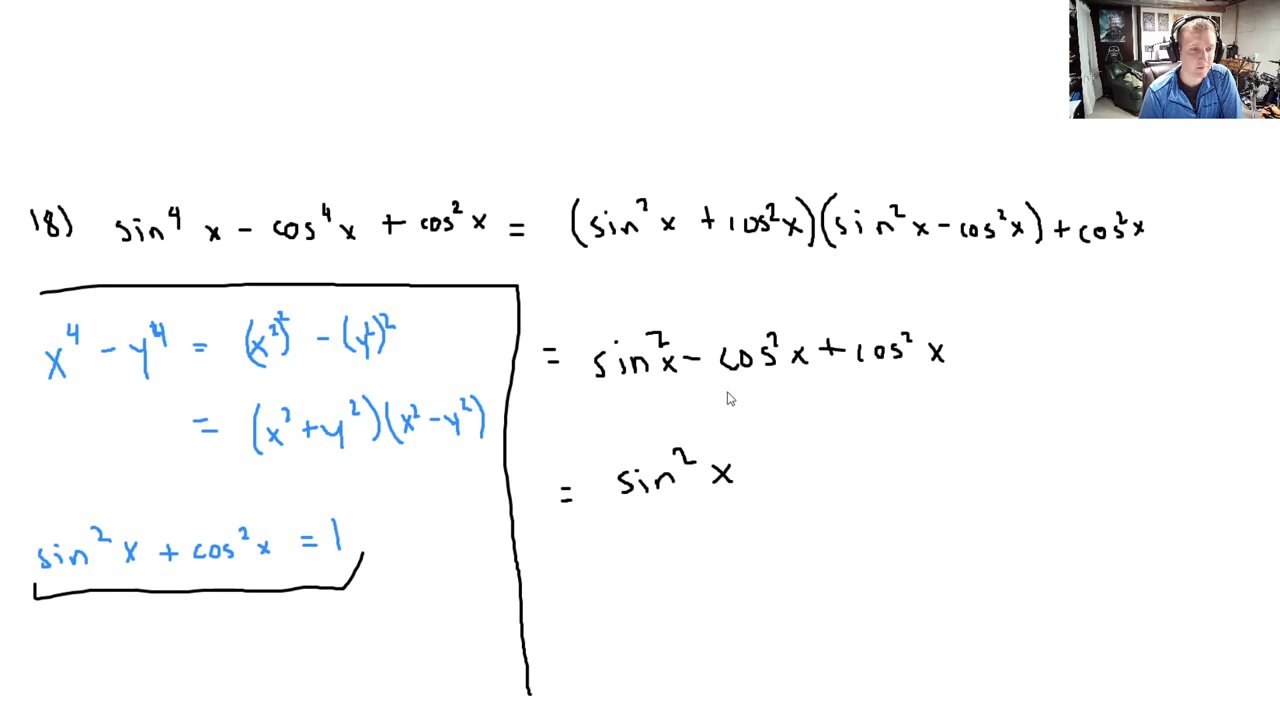 18) sin⁴ x - cos⁴ x + cos² x = (sin² x + cos² x)(sin² x - cos² x) + cos² x
x⁴ - y⁴ = (x²)² - (y²)²
= (x² + y²)(x² - y²)
sin² x + cos² x = 1
= sin² x - cos² x + cos² x
= sin² x